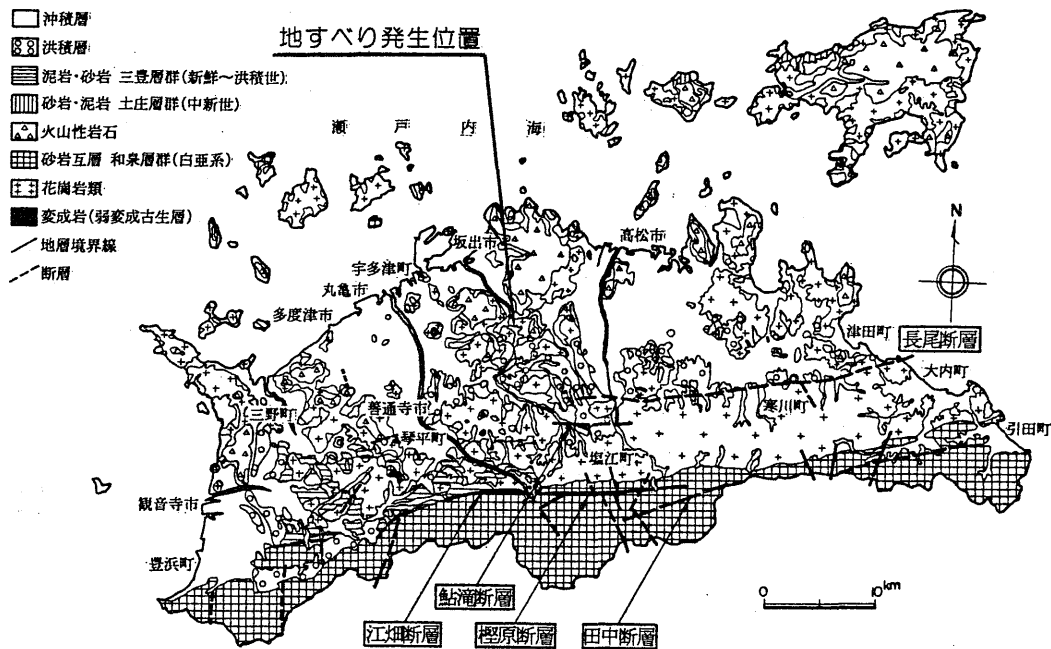 沖積層
洪積層
泥岩・砂岩 三豊層群(新鮮〜洪積世)
砂岩・泥岩 土庄層群(中新世)
火山性岩石
砂岩互層 和泉層群(白亜系)
花崗岩類
変成岩(弱変成古生層)
地層境界線
断層
地すべり発生位置
瀬戸内海
N
坂出市
高松市
宇多津町
丸亀市
多度津市
津田町
長尾断層
大内町
三野町
善通寺市
寒川町
琴平町
引田町
塩江町
観音寺市
豊浜町
鮎滝断層
江畑断層
樫原断層
田中断層
0 10km